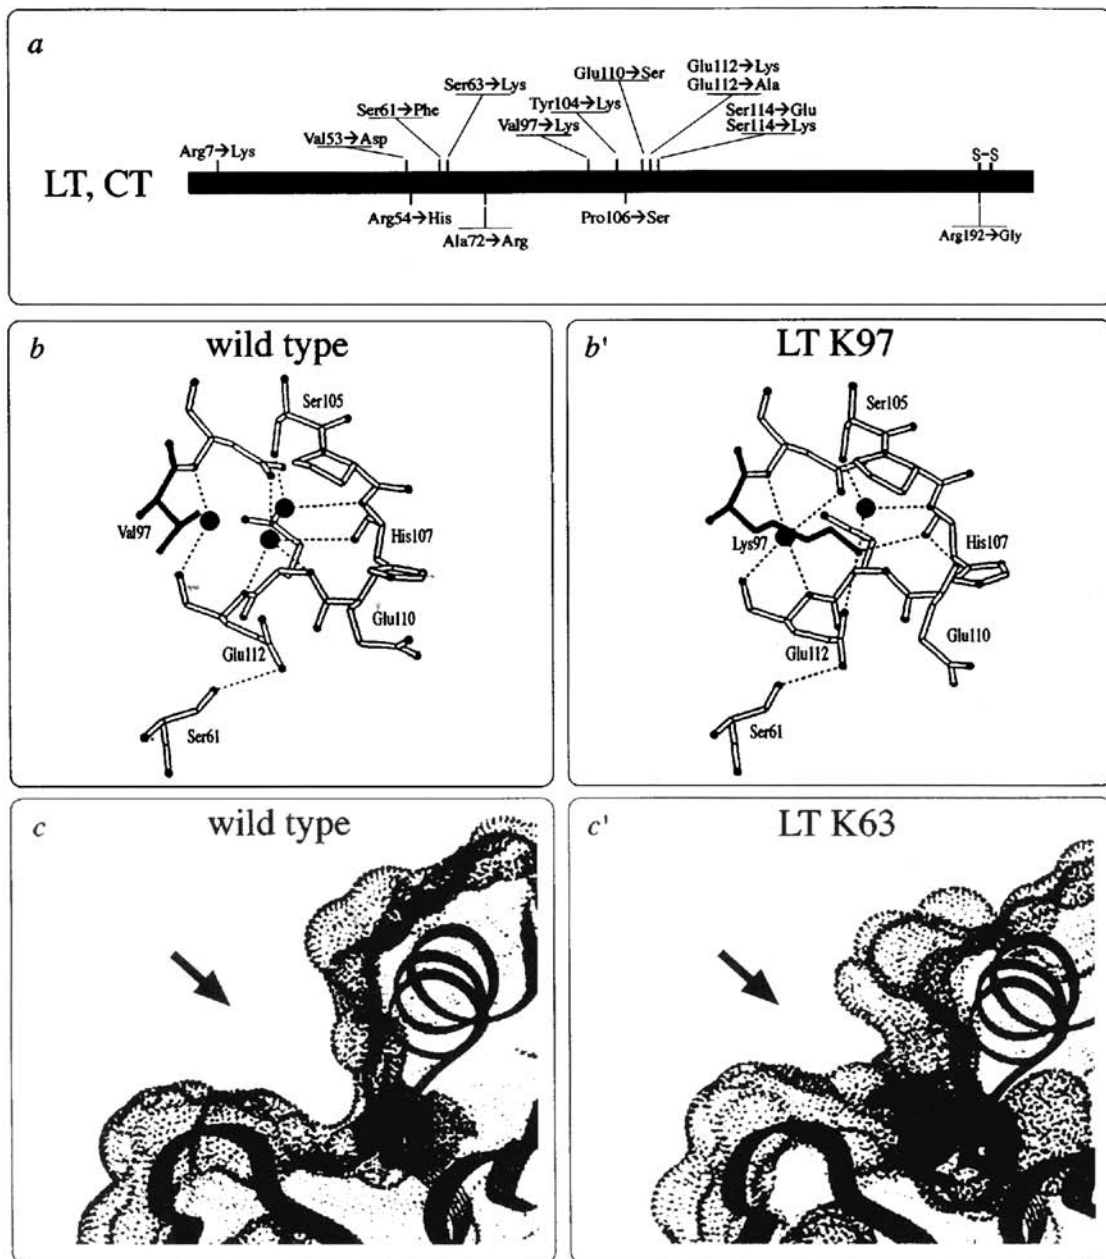 a
Glu110→Ser
Glu112→Lys
Glu112→Ala
Ser63→Lys
Ser61→Phe
Tyr104→Lys
Ser114→Glu
Val53→Asp
Val97→Lys
Ser114→Lys
Arg7→Lys
S-S
LT, CT
Arg54→His
Pro106→Ser
Ala72→Arg
Arg192→Gly
b
wild type
Ser105
Val97
His107
Glu110
Glu112
Ser61
b'
LT K97
Ser105
Lys97
His107
Glu110
Glu112
Ser61
c
wild type
c'
LT K63